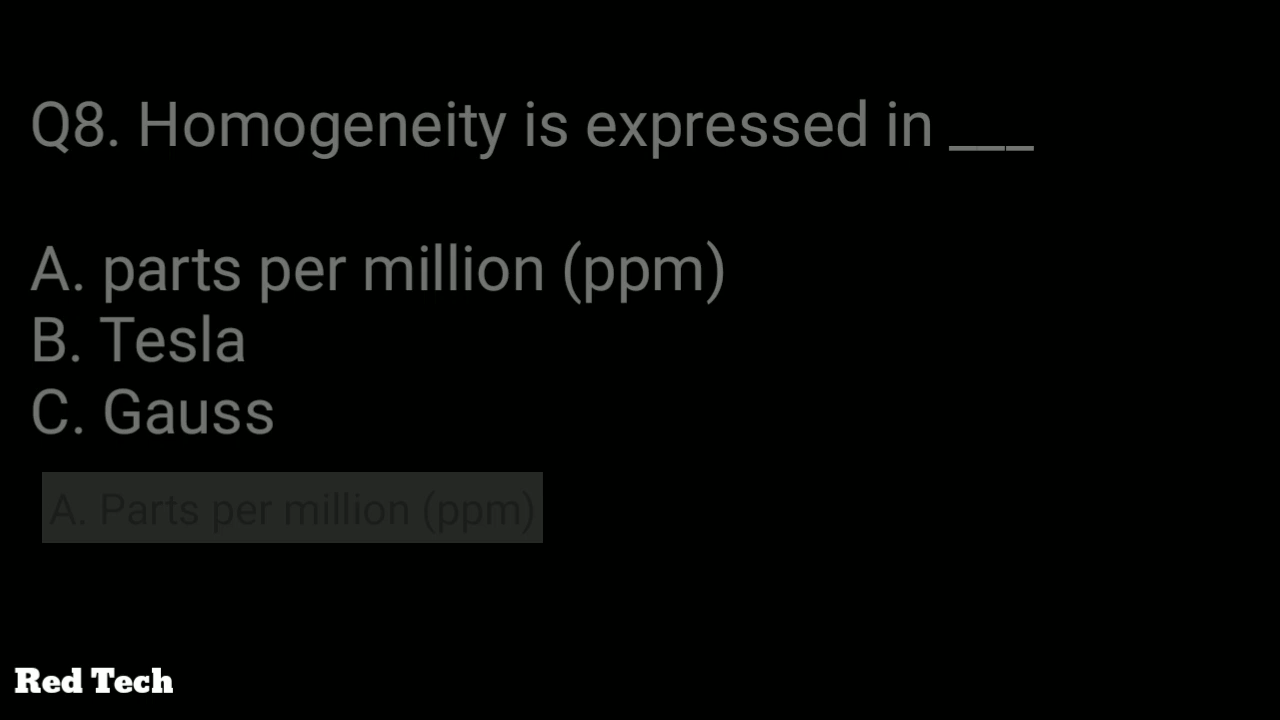 Q8. Homogeneity is expressed in ___
A. parts per million (ppm)
B. Tesla
C. Gauss
A. Parts per million (ppm)
Red Tech